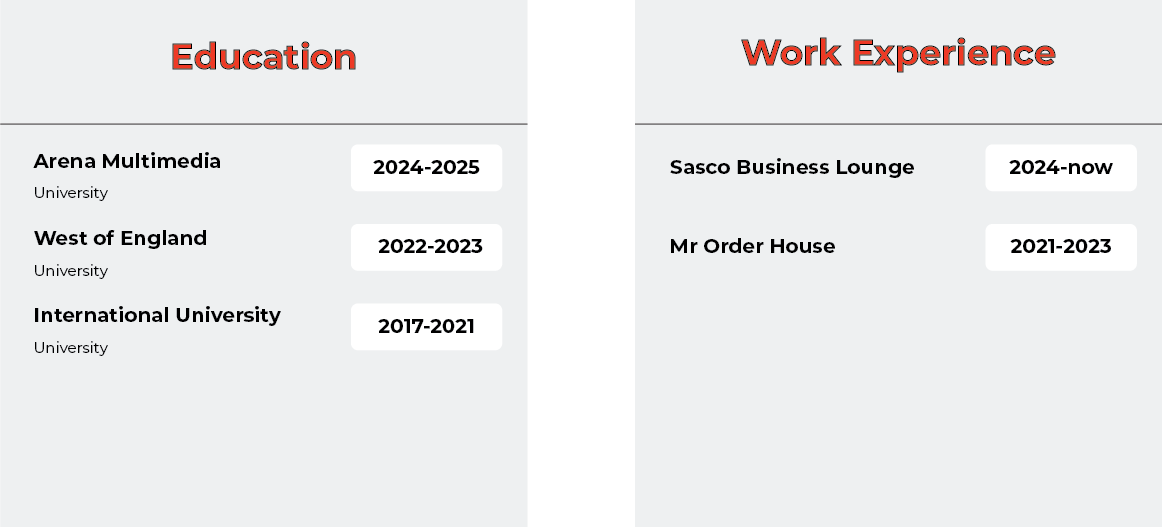 Education
Arena Multimedia
University
2024-2025
West of England
University
2022-2023
International University
University
2017-2021
Work Experience
Sasco Business Lounge
2024-now
Mr Order House
2021-2023